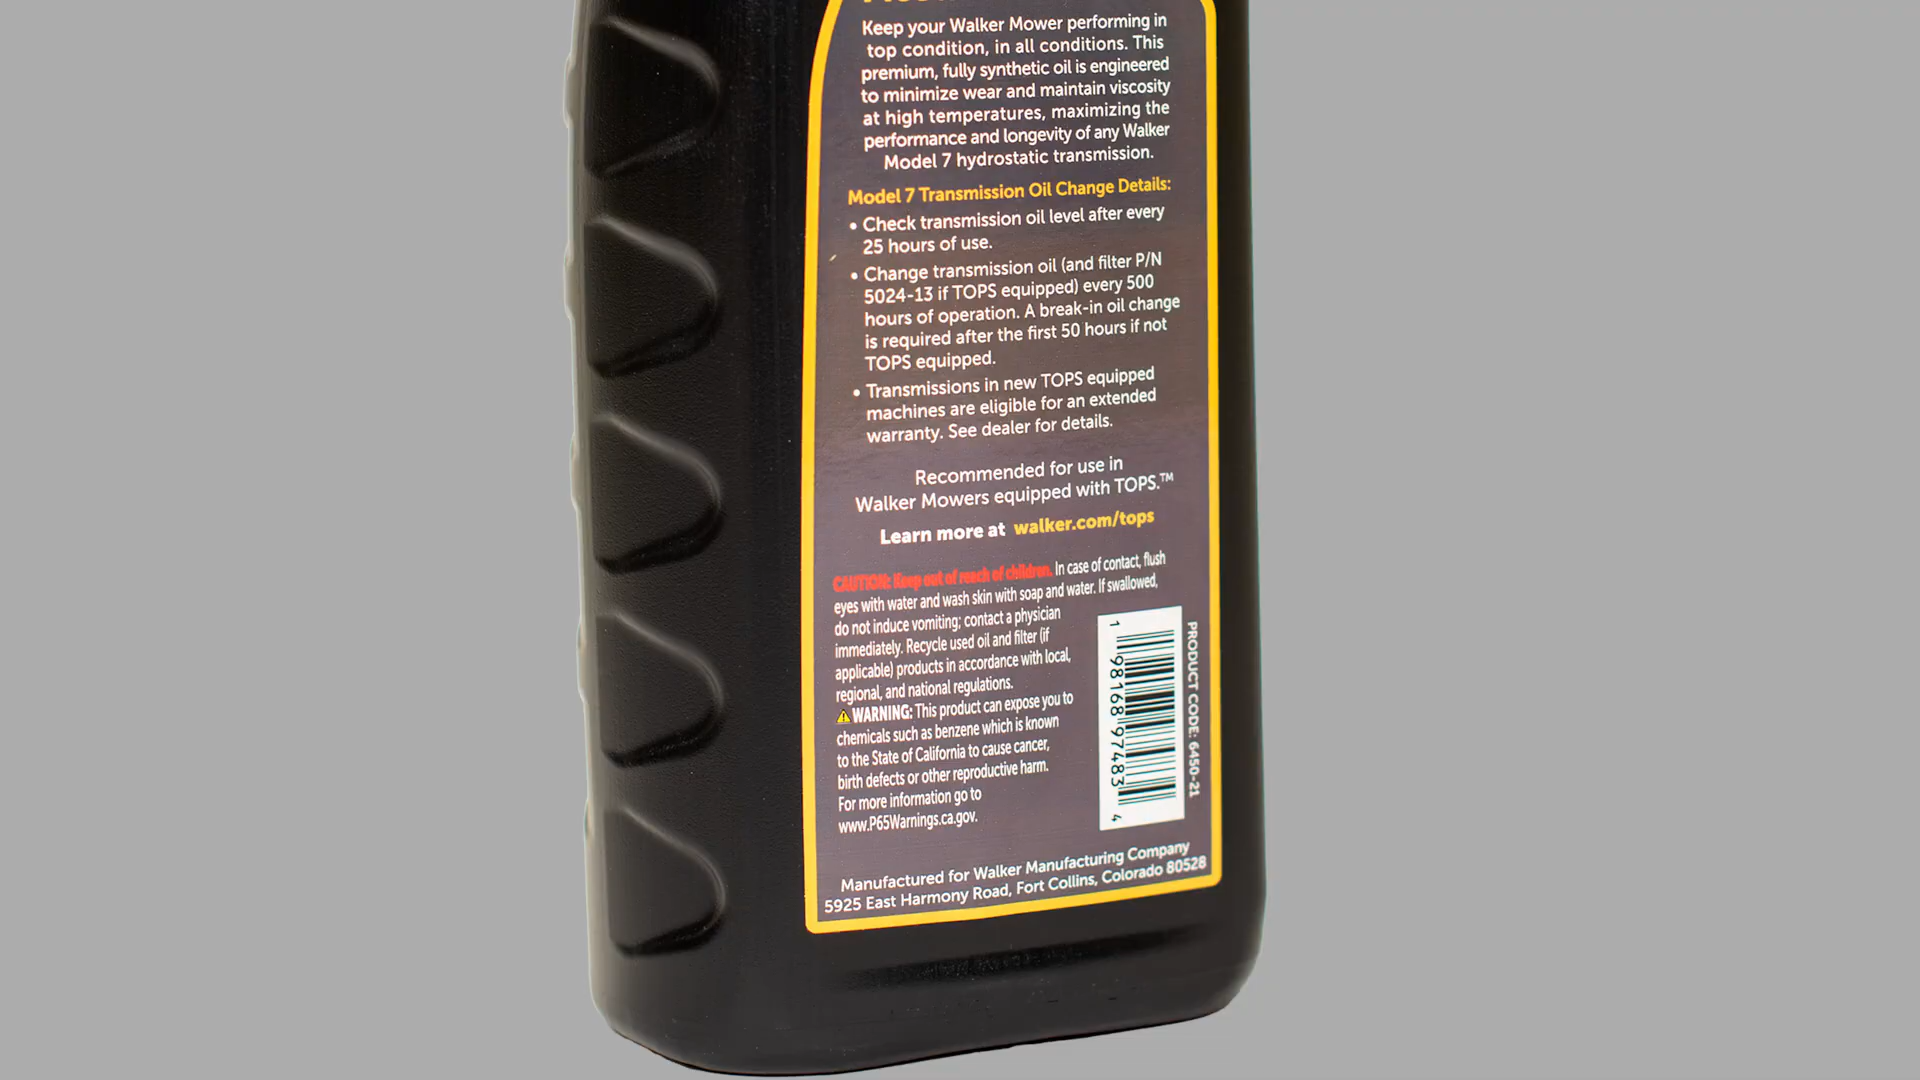 Keep your Walker Mower performing in
top condition, in all conditions. This
premium, fully synthetic oil is engineered
to minimize wear and maintain viscosity
at high temperatures, maximizing the
performance and longevity of any Walker
Model 7 hydrostatic transmission.
Model 7 Transmission Oil Change Details:
• Check transmission oil level after every
25 hours of use.
• Change transmission oil (and filter P/N
5024-13 if TOPS equipped) every 500
hours of operation. A break-in oil change
is required after the first 50 hours if not
TOPS equipped.
• Transmissions in new TOPS equipped
machines are eligible for an extended
warranty. See dealer for details.
Recommended for use in
Walker Mowers equipped with TOPS.™
Learn more at walker.com/tops
CAUTION: Keep out of reach of children. In case of contact, flush
eyes with water and wash skin with soap and water. If swallowed,
do not induce vomiting; contact a physician
immediately. Recycle used oil and filter (if
applicable) products in accordance with local,
regional, and national regulations.
⚠ WARNING: This product can expose you to
chemicals such as benzene which is known
to the State of California to cause cancer,
birth defects or other reproductive harm.
For more information go to
www.P65Warnings.ca.gov.
1 98168 97483 4
PRODUCT CODE: 6450-21
Manufactured for Walker Manufacturing Company
5925 East Harmony Road, Fort Collins, Colorado 80528